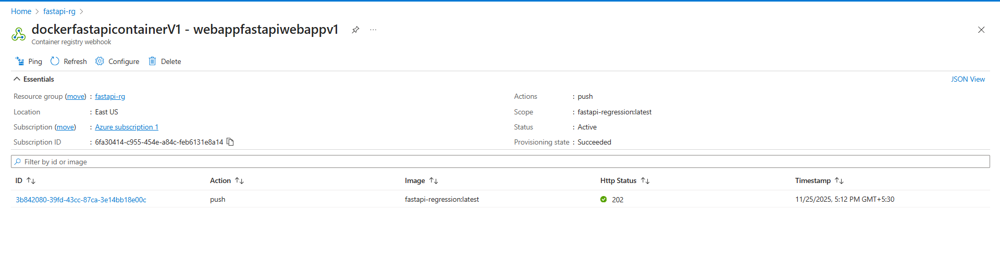 Home > fastapi-rg >
dockerfastapicontainerV1 - webappfastapiwebappv1
Container registry webhook
Ping Refresh Configure Delete
Essentials JSON View
Resource group (move) : fastapi-rg Actions : push
Location : East US Scope : fastapi-regression:latest
Subscription (move) : Azure subscription 1 Status : Active
Subscription ID : 6fa30414-c955-454e-a84c-feb6131e8a14 Provisioning state : Succeeded
Filter by id or image
ID Action Image Http Status Timestamp
3b842080-39fd-43cc-87ca-3e14bb18e00c push fastapi-regression:latest 202 11/25/2025, 5:12 PM GMT+5:30